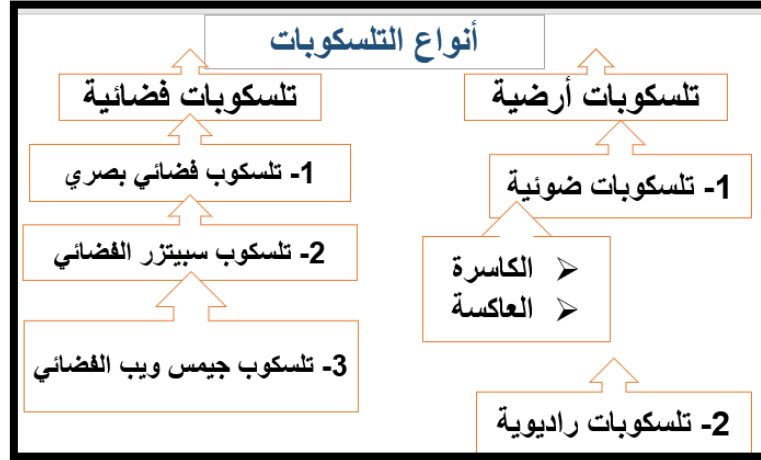 أنواع التلسكوبات
تلسكوبات أرضية
1- تلسكوبات ضوئية
الكاسرة
العاكسة
2- تلسكوبات راديوية
تلسكوبات فضائية
1- تلسكوب فضائي بصري
2- تلسكوب سبيتزر الفضائي
3- تلسكوب جيمس ويب الفضائي